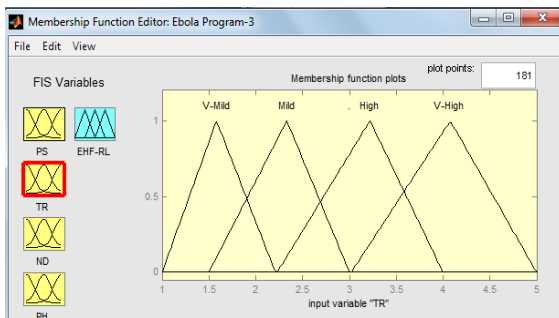 Membership Function Editor: Ebola Program-3
File Edit View
FIS Variables
Membership function plots
plot points:
181
PS
EHF-RL
TR
ND
PH
V-Mild
Mild
. High
V-High
1
0.5
0
1 1.5 2 2.5 3 3.5 4 4.5 5
input variable "TR"